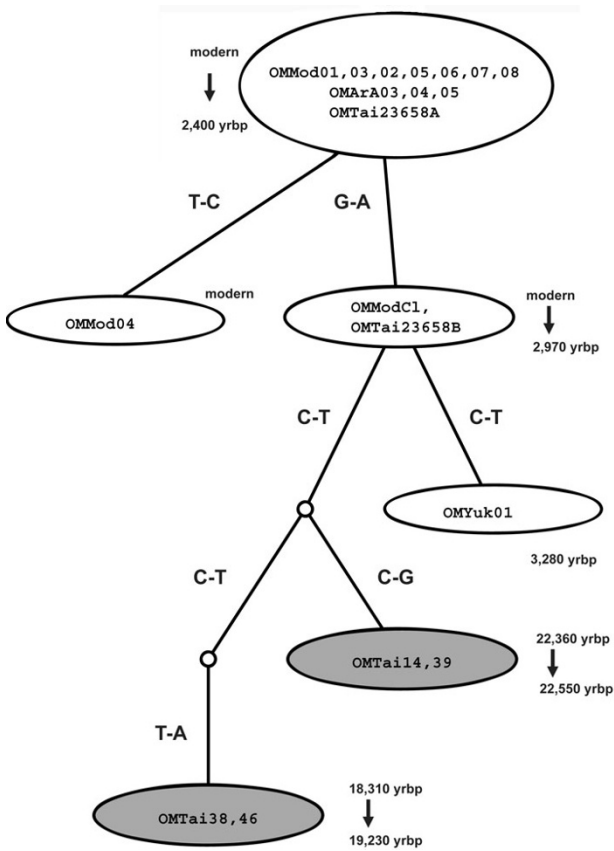 modern
2,400 yrbp
OMMod01,03,02,05,06,07,08
OMArA03,04,05
OMTai23658A
T-C
G-A
OMMod04
modern
OMModCl,
OMTai23658B
modern
2,970 yrbp
C-T
C-T
OMYuk01
3,280 yrbp
C-T
C-G
OMTai14,39
22,360 yrbp
22,550 yrbp
T-A
OMTai38,46
18,310 yrbp
19,230 yrbp